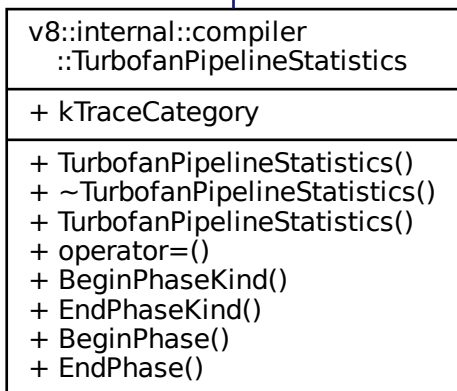 v8::internal::compiler
::TurbofanPipelineStatistics
+ kTraceCategory
+ TurbofanPipelineStatistics()
+ ~TurbofanPipelineStatistics()
+ TurbofanPipelineStatistics()
+ operator=()
+ BeginPhaseKind()
+ EndPhaseKind()
+ BeginPhase()
+ EndPhase()